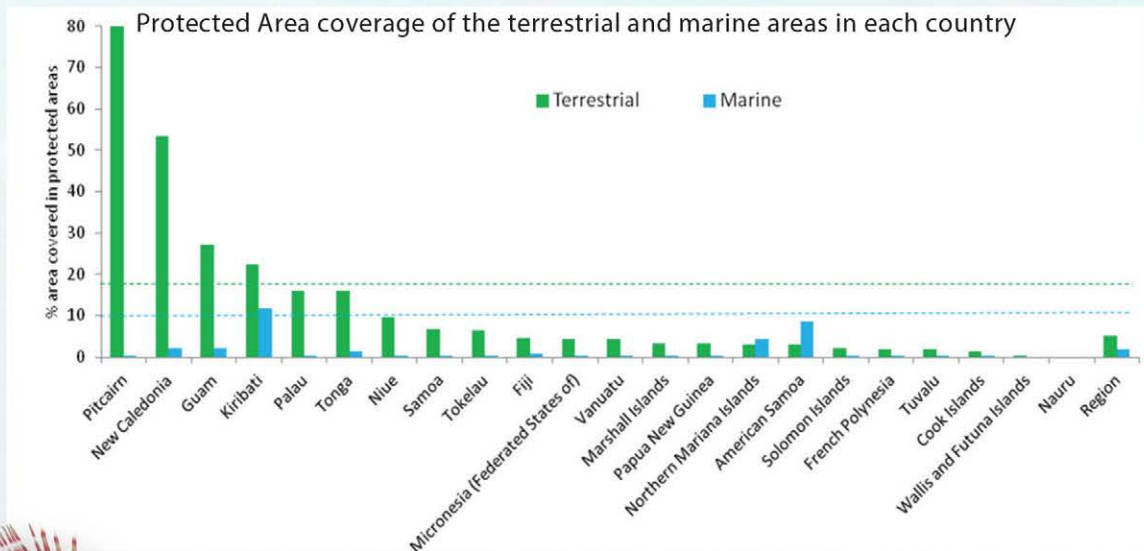 Protected Area coverage of the terrestrial and marine areas in each country
% area covered in protected areas
80
70
60
50
40
30
20
10
0
Terrestrial
Marine
Pitcairn
New Caledonia
Guam
Kiribati
Palau
Tonga
Niue
Samoa
Tokelau
Fiji
Micronesia (Federated States of)
Vanuatu
Marshall Islands
Papua New Guinea
Northern Mariana Islands
American Samoa
Solomon Islands
French Polynesia
Tuvalu
Cook Islands
Wallis and Futuna Islands
Nauru
Region